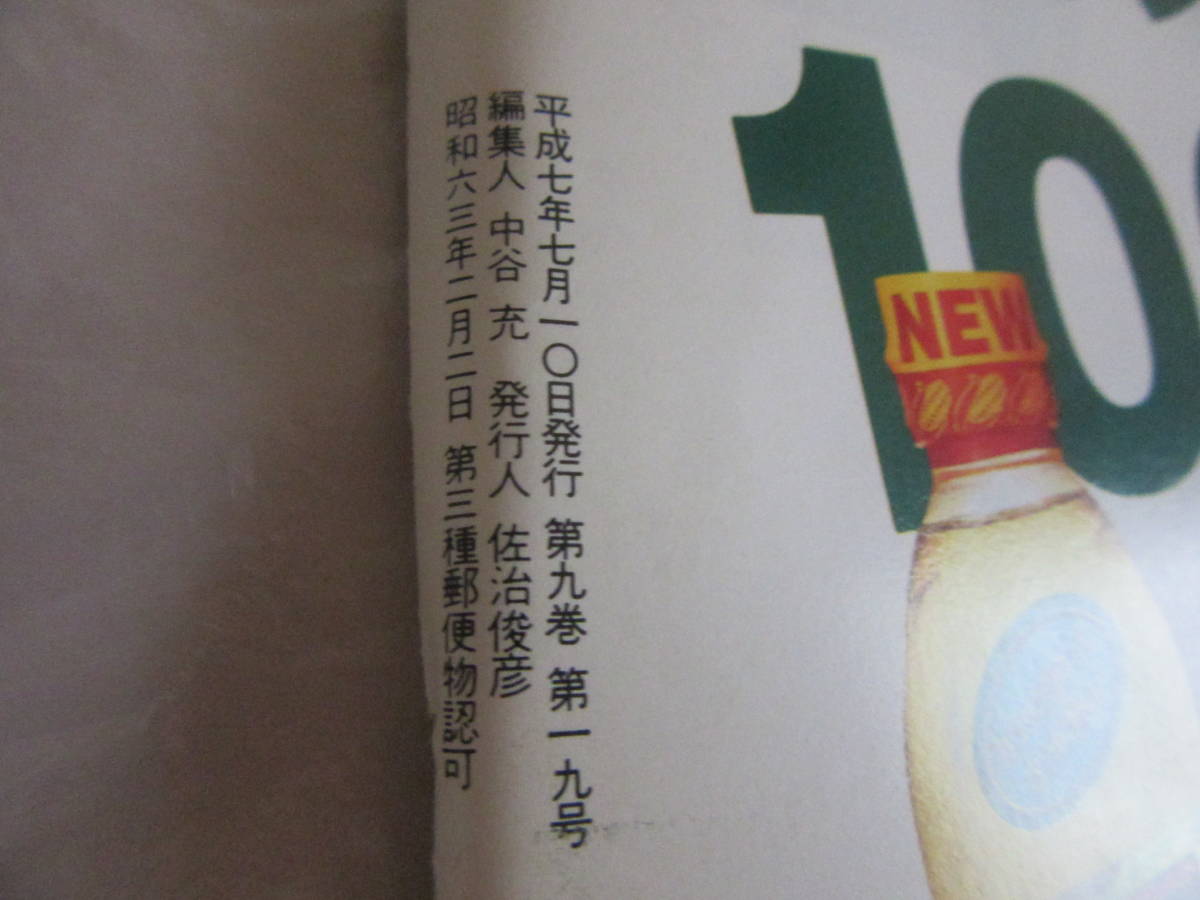 平成七年七月一〇日発行 第九巻 第一九号
編集人 中谷 充 発行人 佐治俊彦
昭和六三年二月二日 第三種郵便物認可
10
NEW